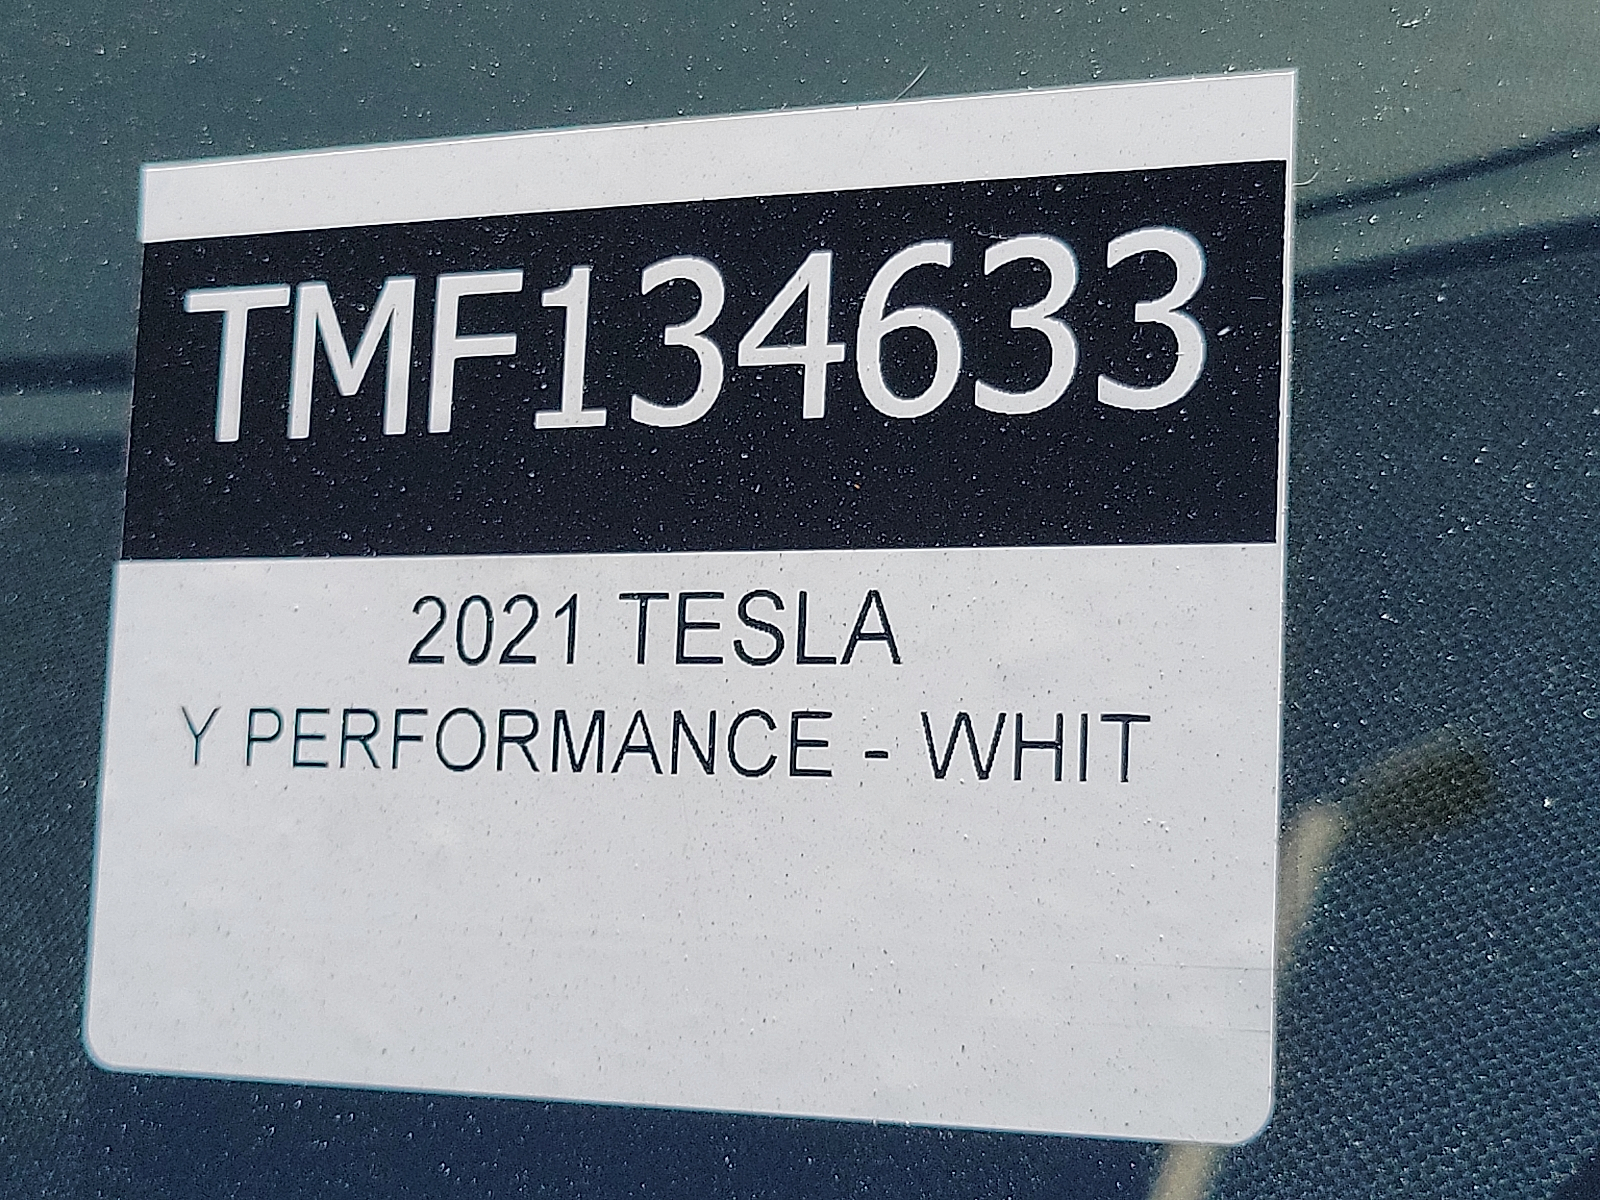 TMF134633
2021 TESLA
Y PERFORMANCE - WHIT